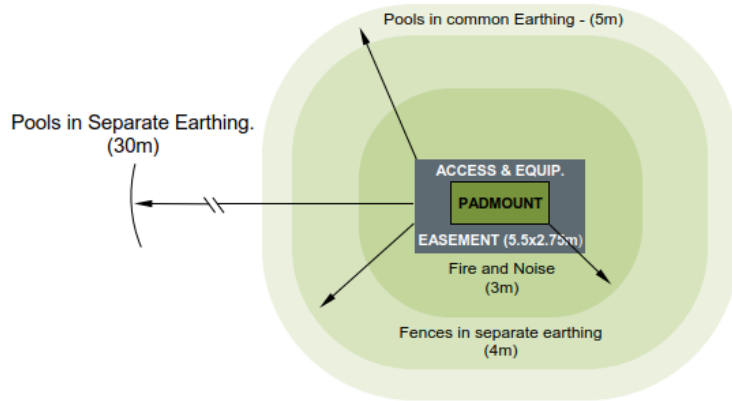 Pools in common Earthing - (5m)
Pools in Separate Earthing.
(30m)
ACCESS & EQUIP.
PADMOUNT
EASEMENT (5.5x2.75m)
Fire and Noise
(3m)
Fences in separate earthing
(4m)